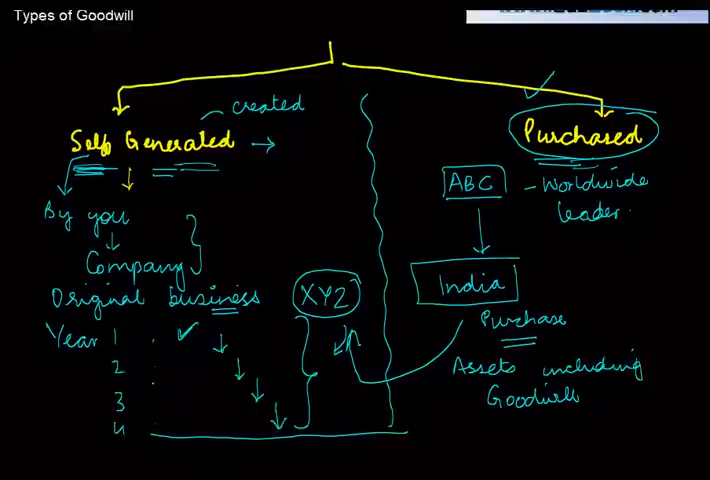 Types of Goodwill
created
Self Generated →
By you
Company
Original business
Year 1
2
3
4
XYZ
Purchased
ABC
- Worldwide
leader.
India
Purchase
Assets including
Goodwill